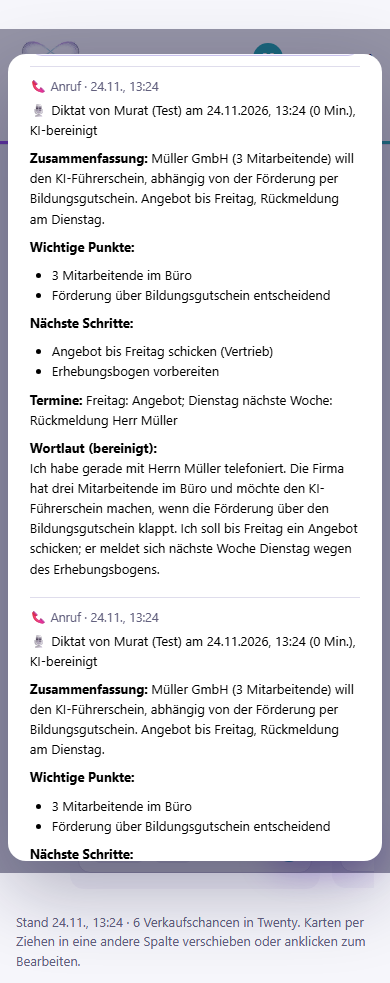 Anruf · 24.11., 13:24
Diktat von Murat (Test) am 24.11.2026, 13:24 (0 Min.),
KI-bereinigt
Zusammenfassung: Müller GmbH (3 Mitarbeitende) will
den KI-Führerschein, abhängig von der Förderung per
Bildungsgutschein. Angebot bis Freitag, Rückmeldung
am Dienstag.
Wichtige Punkte:
• 3 Mitarbeitende im Büro
• Förderung über Bildungsgutschein entscheidend
Nächste Schritte:
• Angebot bis Freitag schicken (Vertrieb)
• Erhebungsbogen vorbereiten
Termine: Freitag: Angebot; Dienstag nächste Woche:
Rückmeldung Herr Müller
Wortlaut (bereinigt):
Ich habe gerade mit Herrn Müller telefoniert. Die Firma
hat drei Mitarbeitende im Büro und möchte den KI-
Führerschein machen, wenn die Förderung über den
Bildungsgutschein klappt. Ich soll bis Freitag ein Angebot
schicken; er meldet sich nächste Woche Dienstag wegen
des Erhebungsbogens.
Anruf · 24.11., 13:24
Diktat von Murat (Test) am 24.11.2026, 13:24 (0 Min.),
KI-bereinigt
Zusammenfassung: Müller GmbH (3 Mitarbeitende) will
den KI-Führerschein, abhängig von der Förderung per
Bildungsgutschein. Angebot bis Freitag, Rückmeldung
am Dienstag.
Wichtige Punkte:
• 3 Mitarbeitende im Büro
• Förderung über Bildungsgutschein entscheidend
Nächste Schritte:
Stand 24.11., 13:24 · 6 Verkaufschancen in Twenty. Karten per
Ziehen in eine andere Spalte verschieben oder anklicken zum
Bearbeiten.